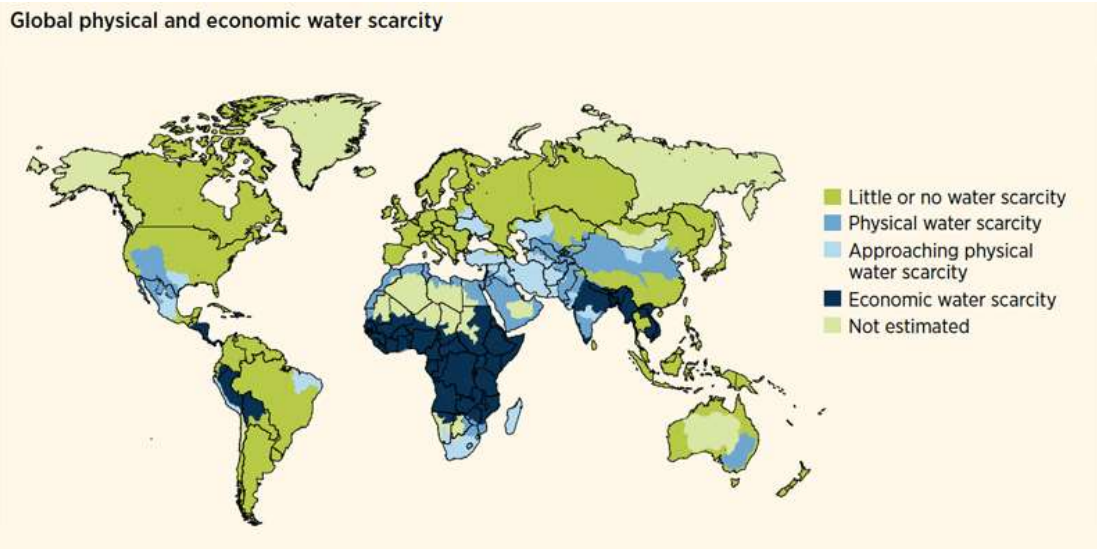 Global physical and economic water scarcity
Little or no water scarcity
Physical water scarcity
Approaching physical
water scarcity
Economic water scarcity
Not estimated